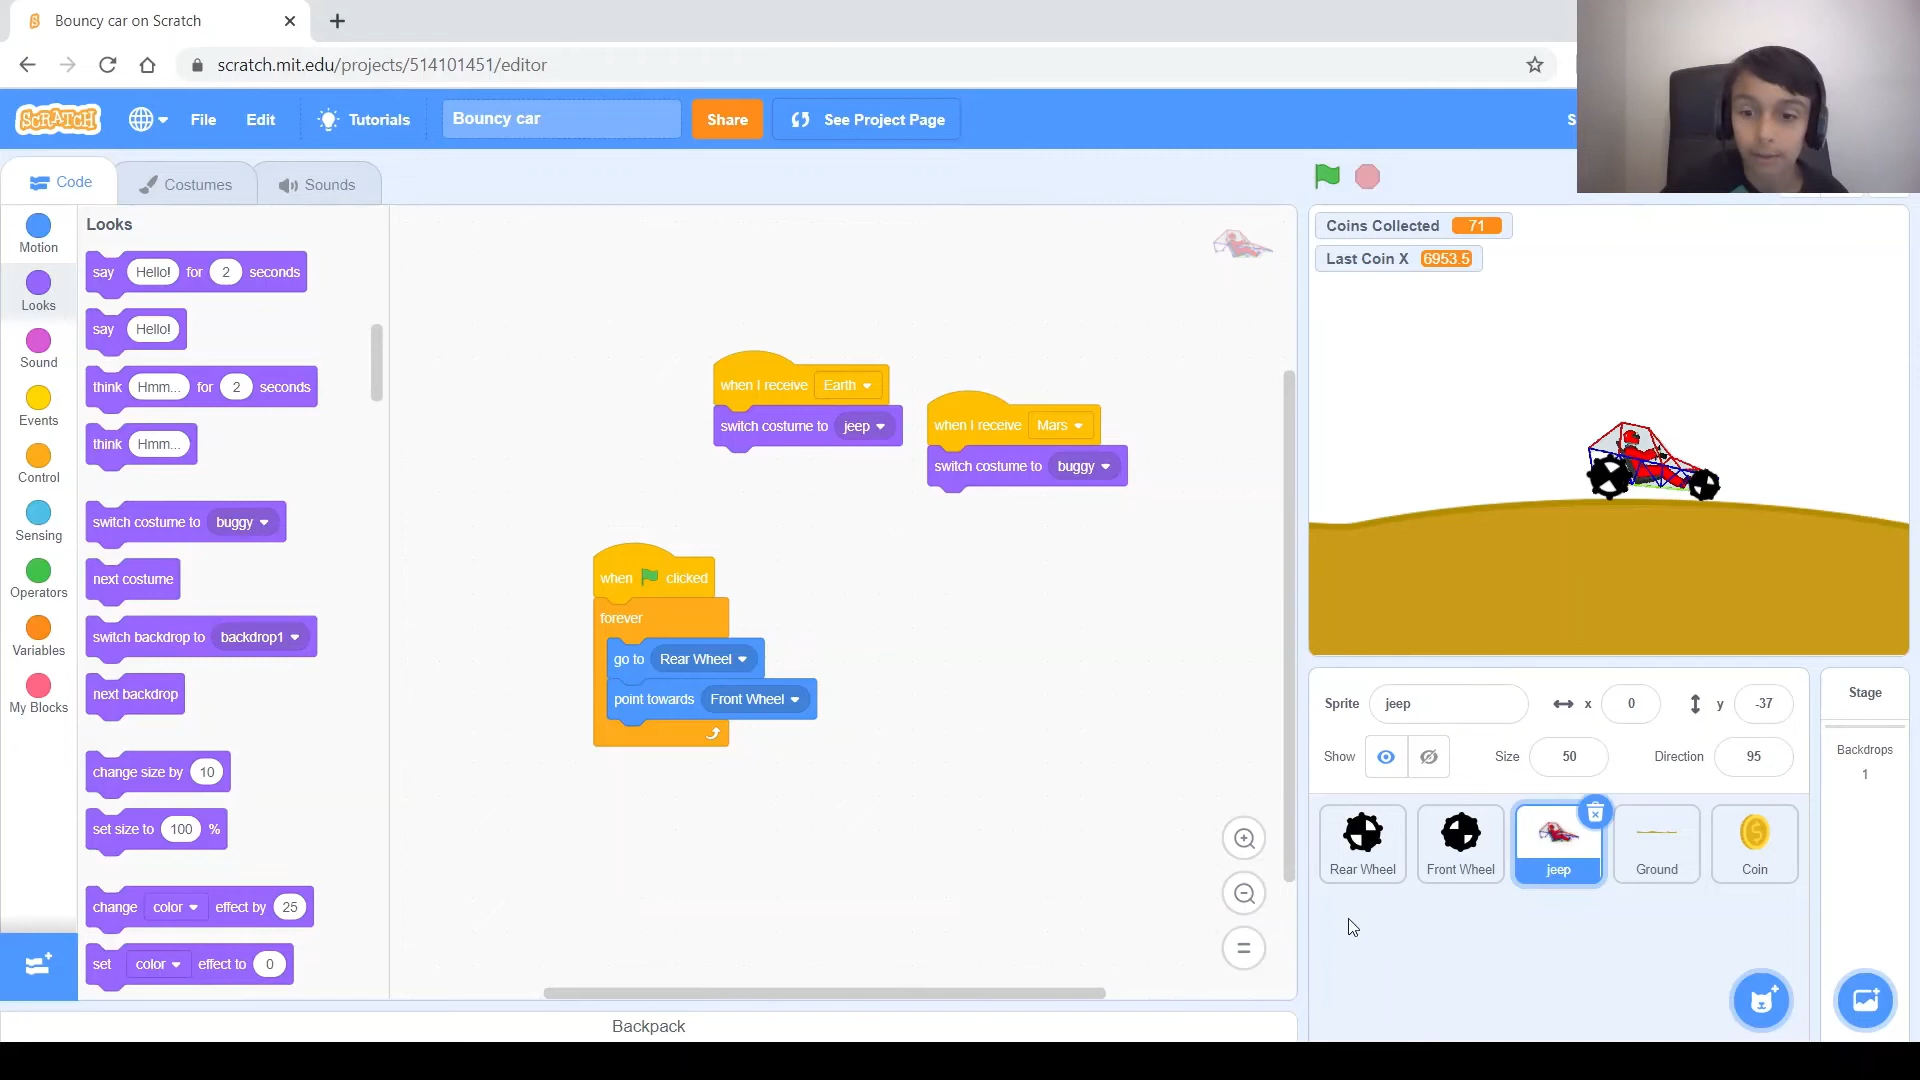 Bouncy car on Scratch
scratch.mit.edu/projects/514101451/editor
SCRATCH
File
Edit
Tutorials
Bouncy car
Share
See Project Page
S
Code
Costumes
Sounds
Motion
Looks
Sound
Events
Control
Sensing
Operators
Variables
My Blocks
Looks
say Hello! for 2 seconds
say Hello!
think Hmm... for 2 seconds
think Hmm...
switch costume to buggy
next costume
switch backdrop to backdrop1
next backdrop
change size by 10
set size to 100 %
change color effect by 25
set color effect to 0
when I receive Earth
switch costume to jeep
when I receive Mars
switch costume to buggy
when clicked
forever
go to Rear Wheel
point towards Front Wheel
Backpack
Coins Collected 71
Last Coin X 6953.5
Sprite jeep x 0 y -37
Show Size 50 Direction 95
Rear Wheel
Front Wheel
jeep
Ground
Coin
Stage
Backdrops
1